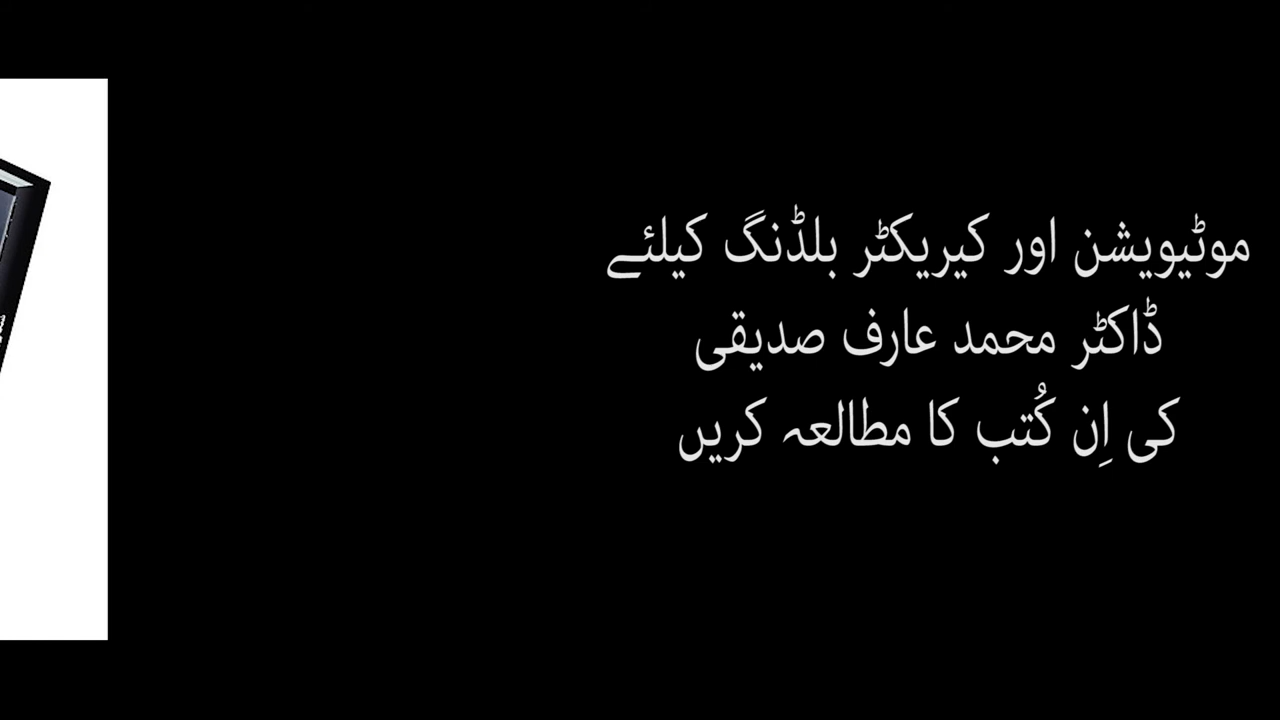 موٹیویشن اور کیریکٹر بلڈنگ کیلئے
ڈاکٹر محمد عارف صدیقی
کی اِن کُتب کا مطالعہ کریں